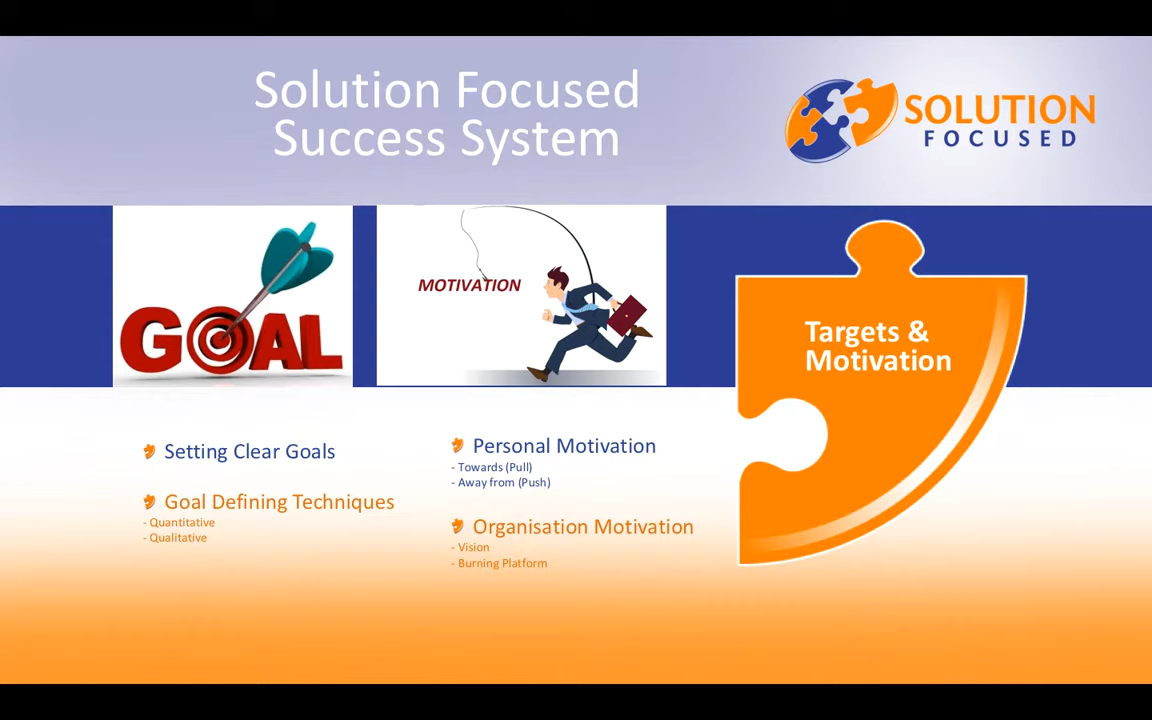 Solution Focused
Success System
SOLUTION
FOCUSED
GOAL
MOTIVATION
Targets &
Motivation
Setting Clear Goals
Goal Defining Techniques
- Quantitative
- Qualitative
Personal Motivation
- Towards (Pull)
- Away from (Push)
Organisation Motivation
- Vision
- Burning Platform